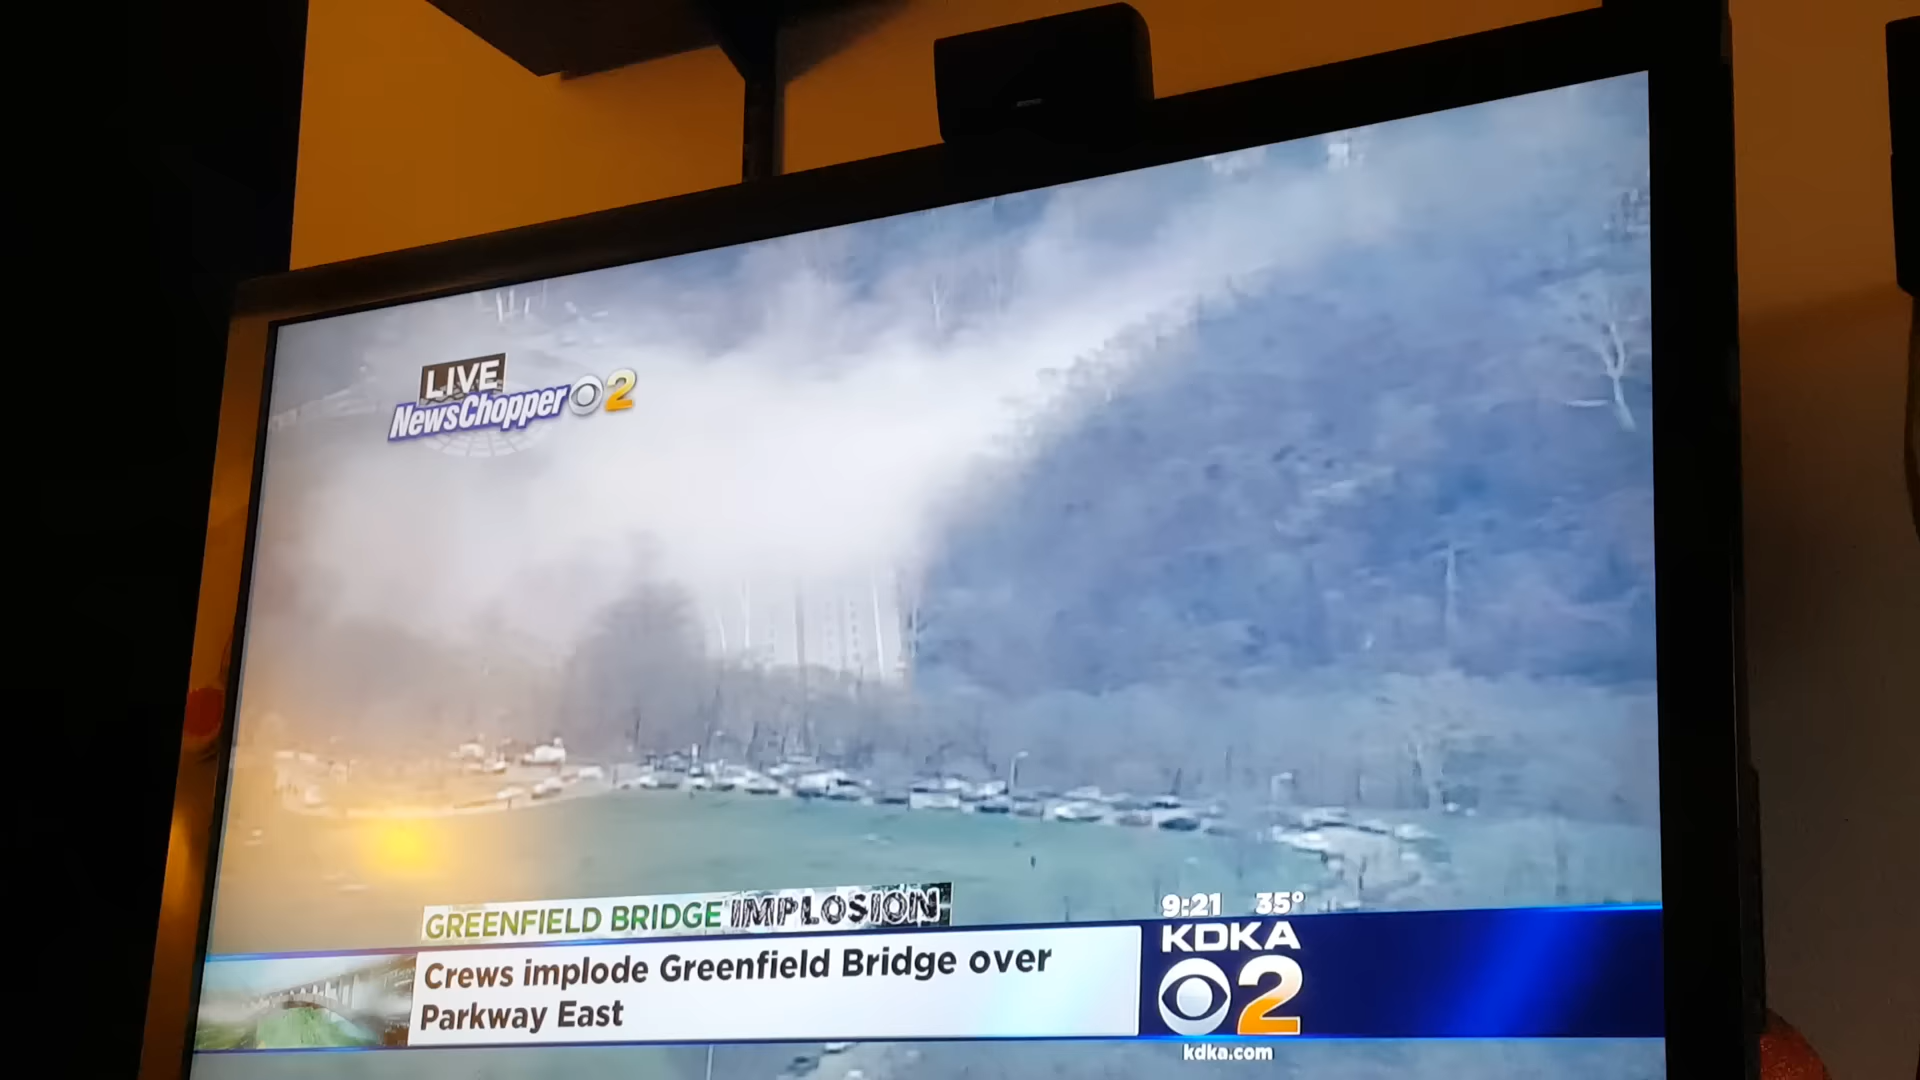 LIVE
NewsChopper 2
GREENFIELD BRIDGE IMPLOSION
9:21 35°
Crews implode Greenfield Bridge over
Parkway East
KDKA
2
kdka.com